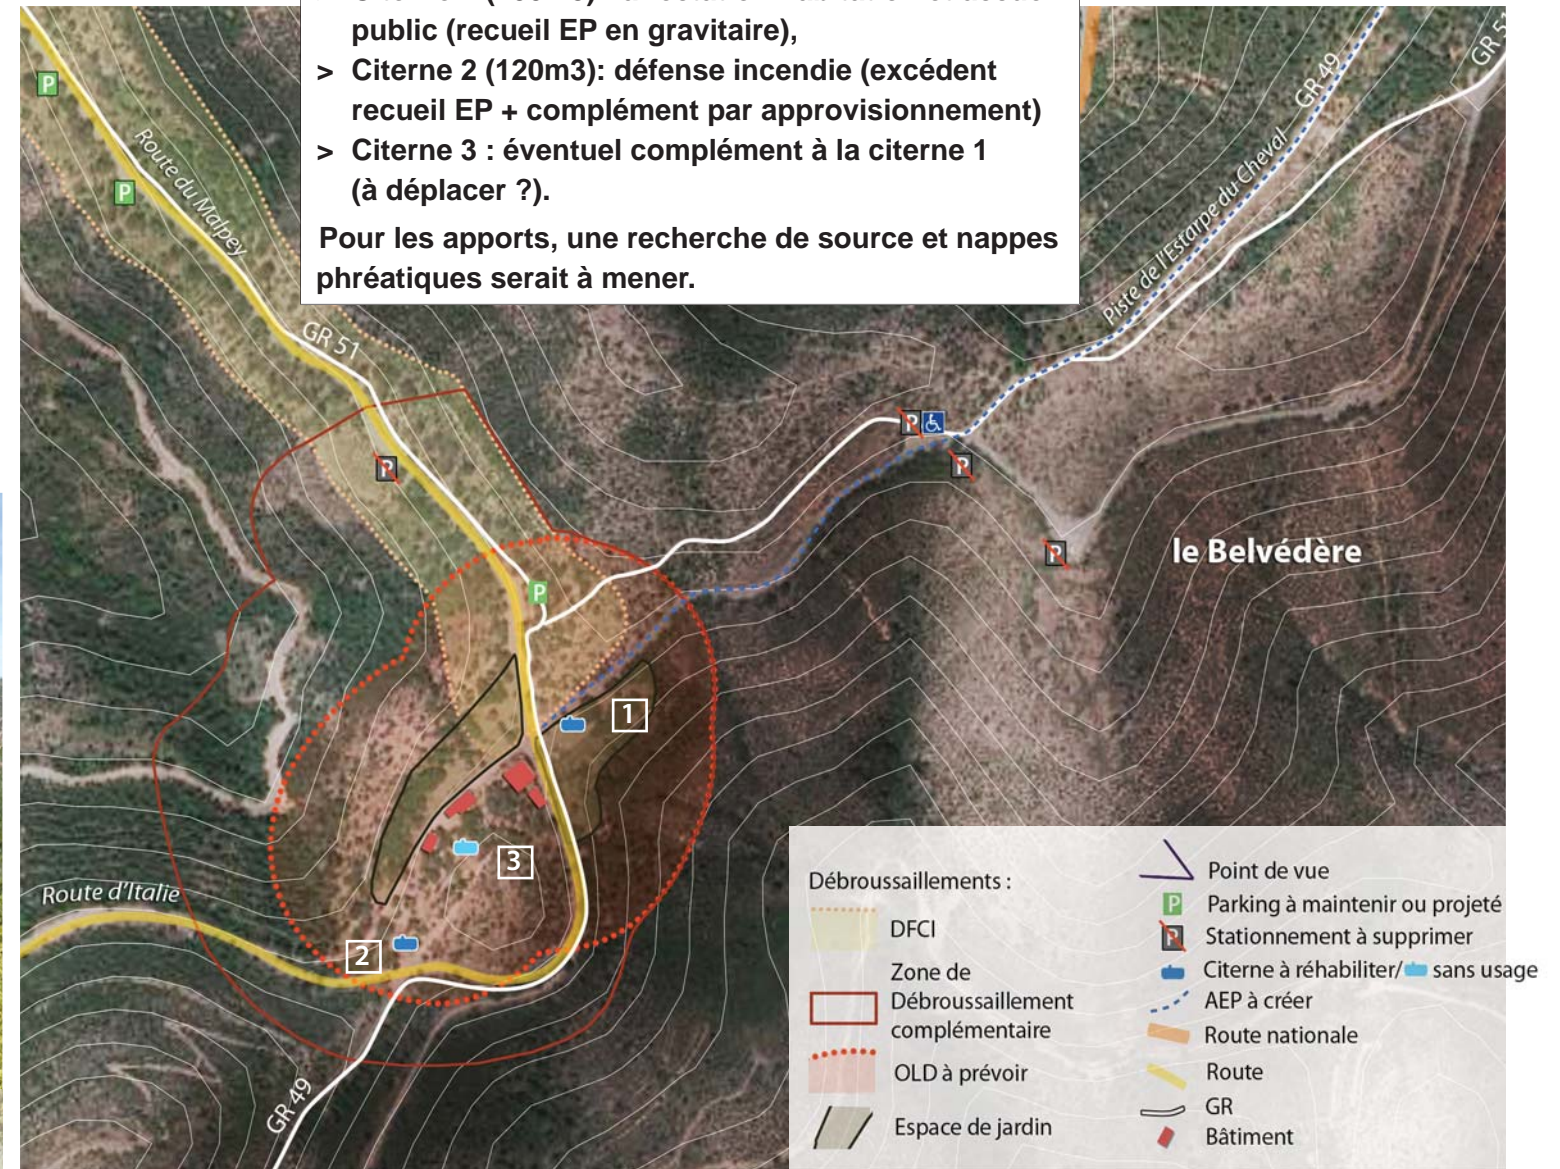 public (recueil EP en gravitaire),
> Citerne 2 (120m3): défense incendie (excédent
recueil EP + complément par approvisionnement)
> Citerne 3 : éventuel complément à la citerne 1
(à déplacer ?).
Pour les apports, une recherche de source et nappes
phréatiques serait à mener.
P
P
Route du Malpey
GR 51
GR 49
GR 51
Piste de l'Estarpe du Cheval
P
P
P
P
P
le Belvédère
1
3
2
Route d'Italie
GR 49
Débroussaillements :
DFCI
Zone de
Débroussaillement
complémentaire
OLD à prévoir
Espace de jardin
Point de vue
P Parking à maintenir ou projeté
P Stationnement à supprimer
Citerne à réhabiliter/ sans usage
AEP à créer
Route nationale
Route
GR
Bâtiment